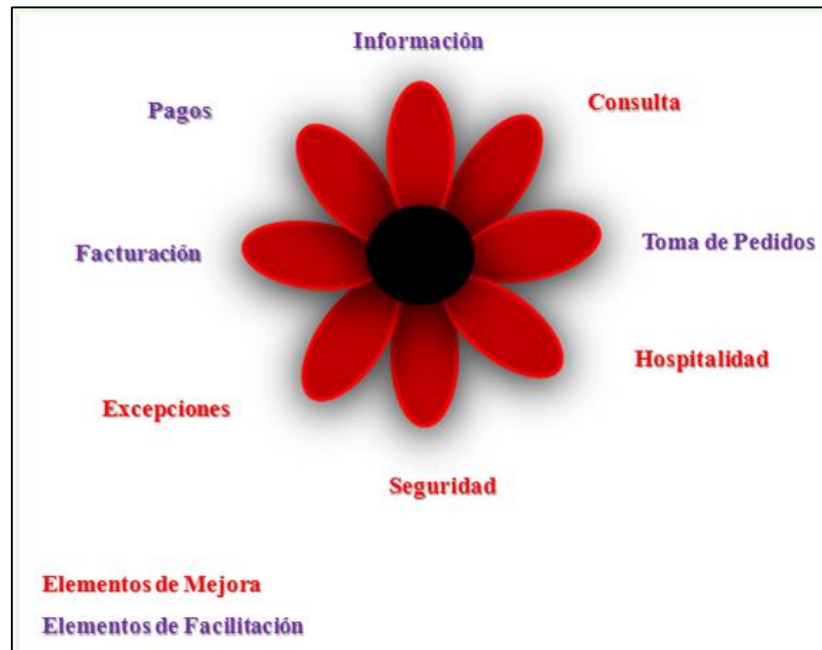 Información
Pagos
Consulta
Facturación
Toma de Pedidos
Excepciones
Hospitalidad
Seguridad
Elementos de Mejora
Elementos de Facilitación